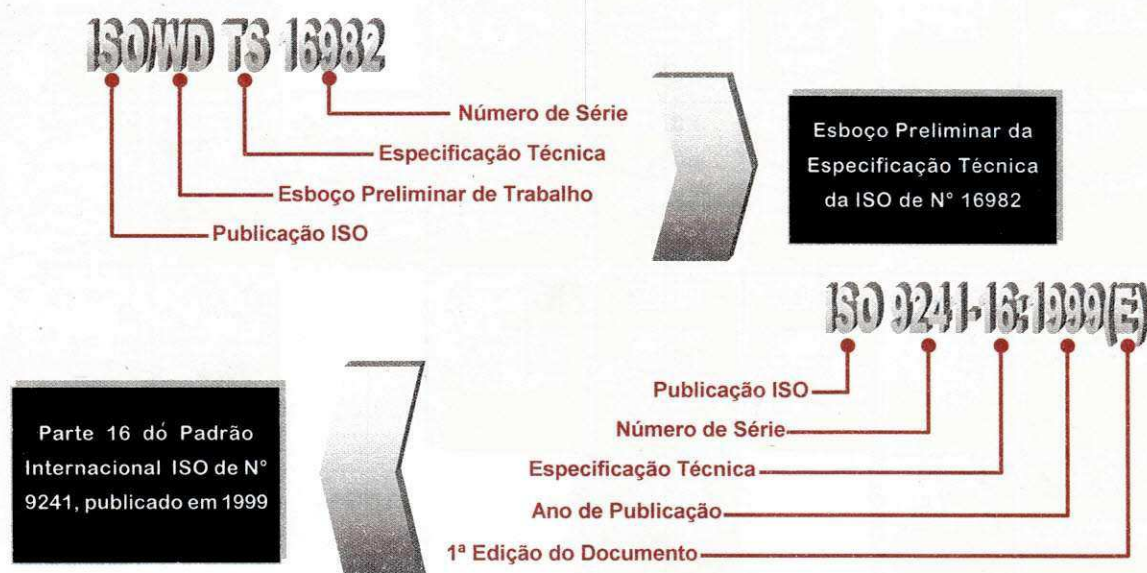 ISO/WD TS 16982
Número de Série
Especificação Técnica
Esboço Preliminar de Trabalho
Publicação ISO
Esboço Preliminar da
Especificação Técnica
da ISO de N° 16982
ISO 9241-16:1999(E)
Publicação ISO
Número de Série
Especificação Técnica
Ano de Publicação
1ª Edição do Documento
Parte 16 do Padrão
Internacional ISO de N°
9241, publicado em 1999